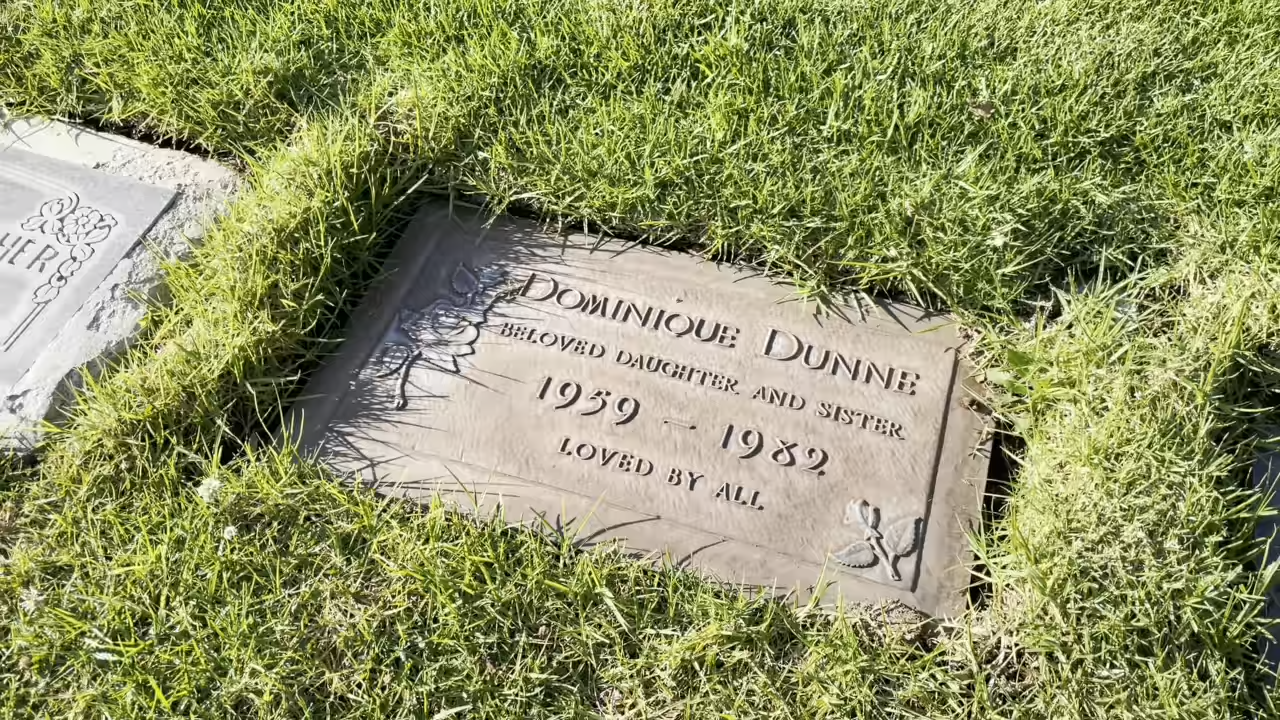 DOMINIQUE DUNNE
BELOVED DAUGHTER AND SISTER
1959 – 1982
LOVED BY ALL